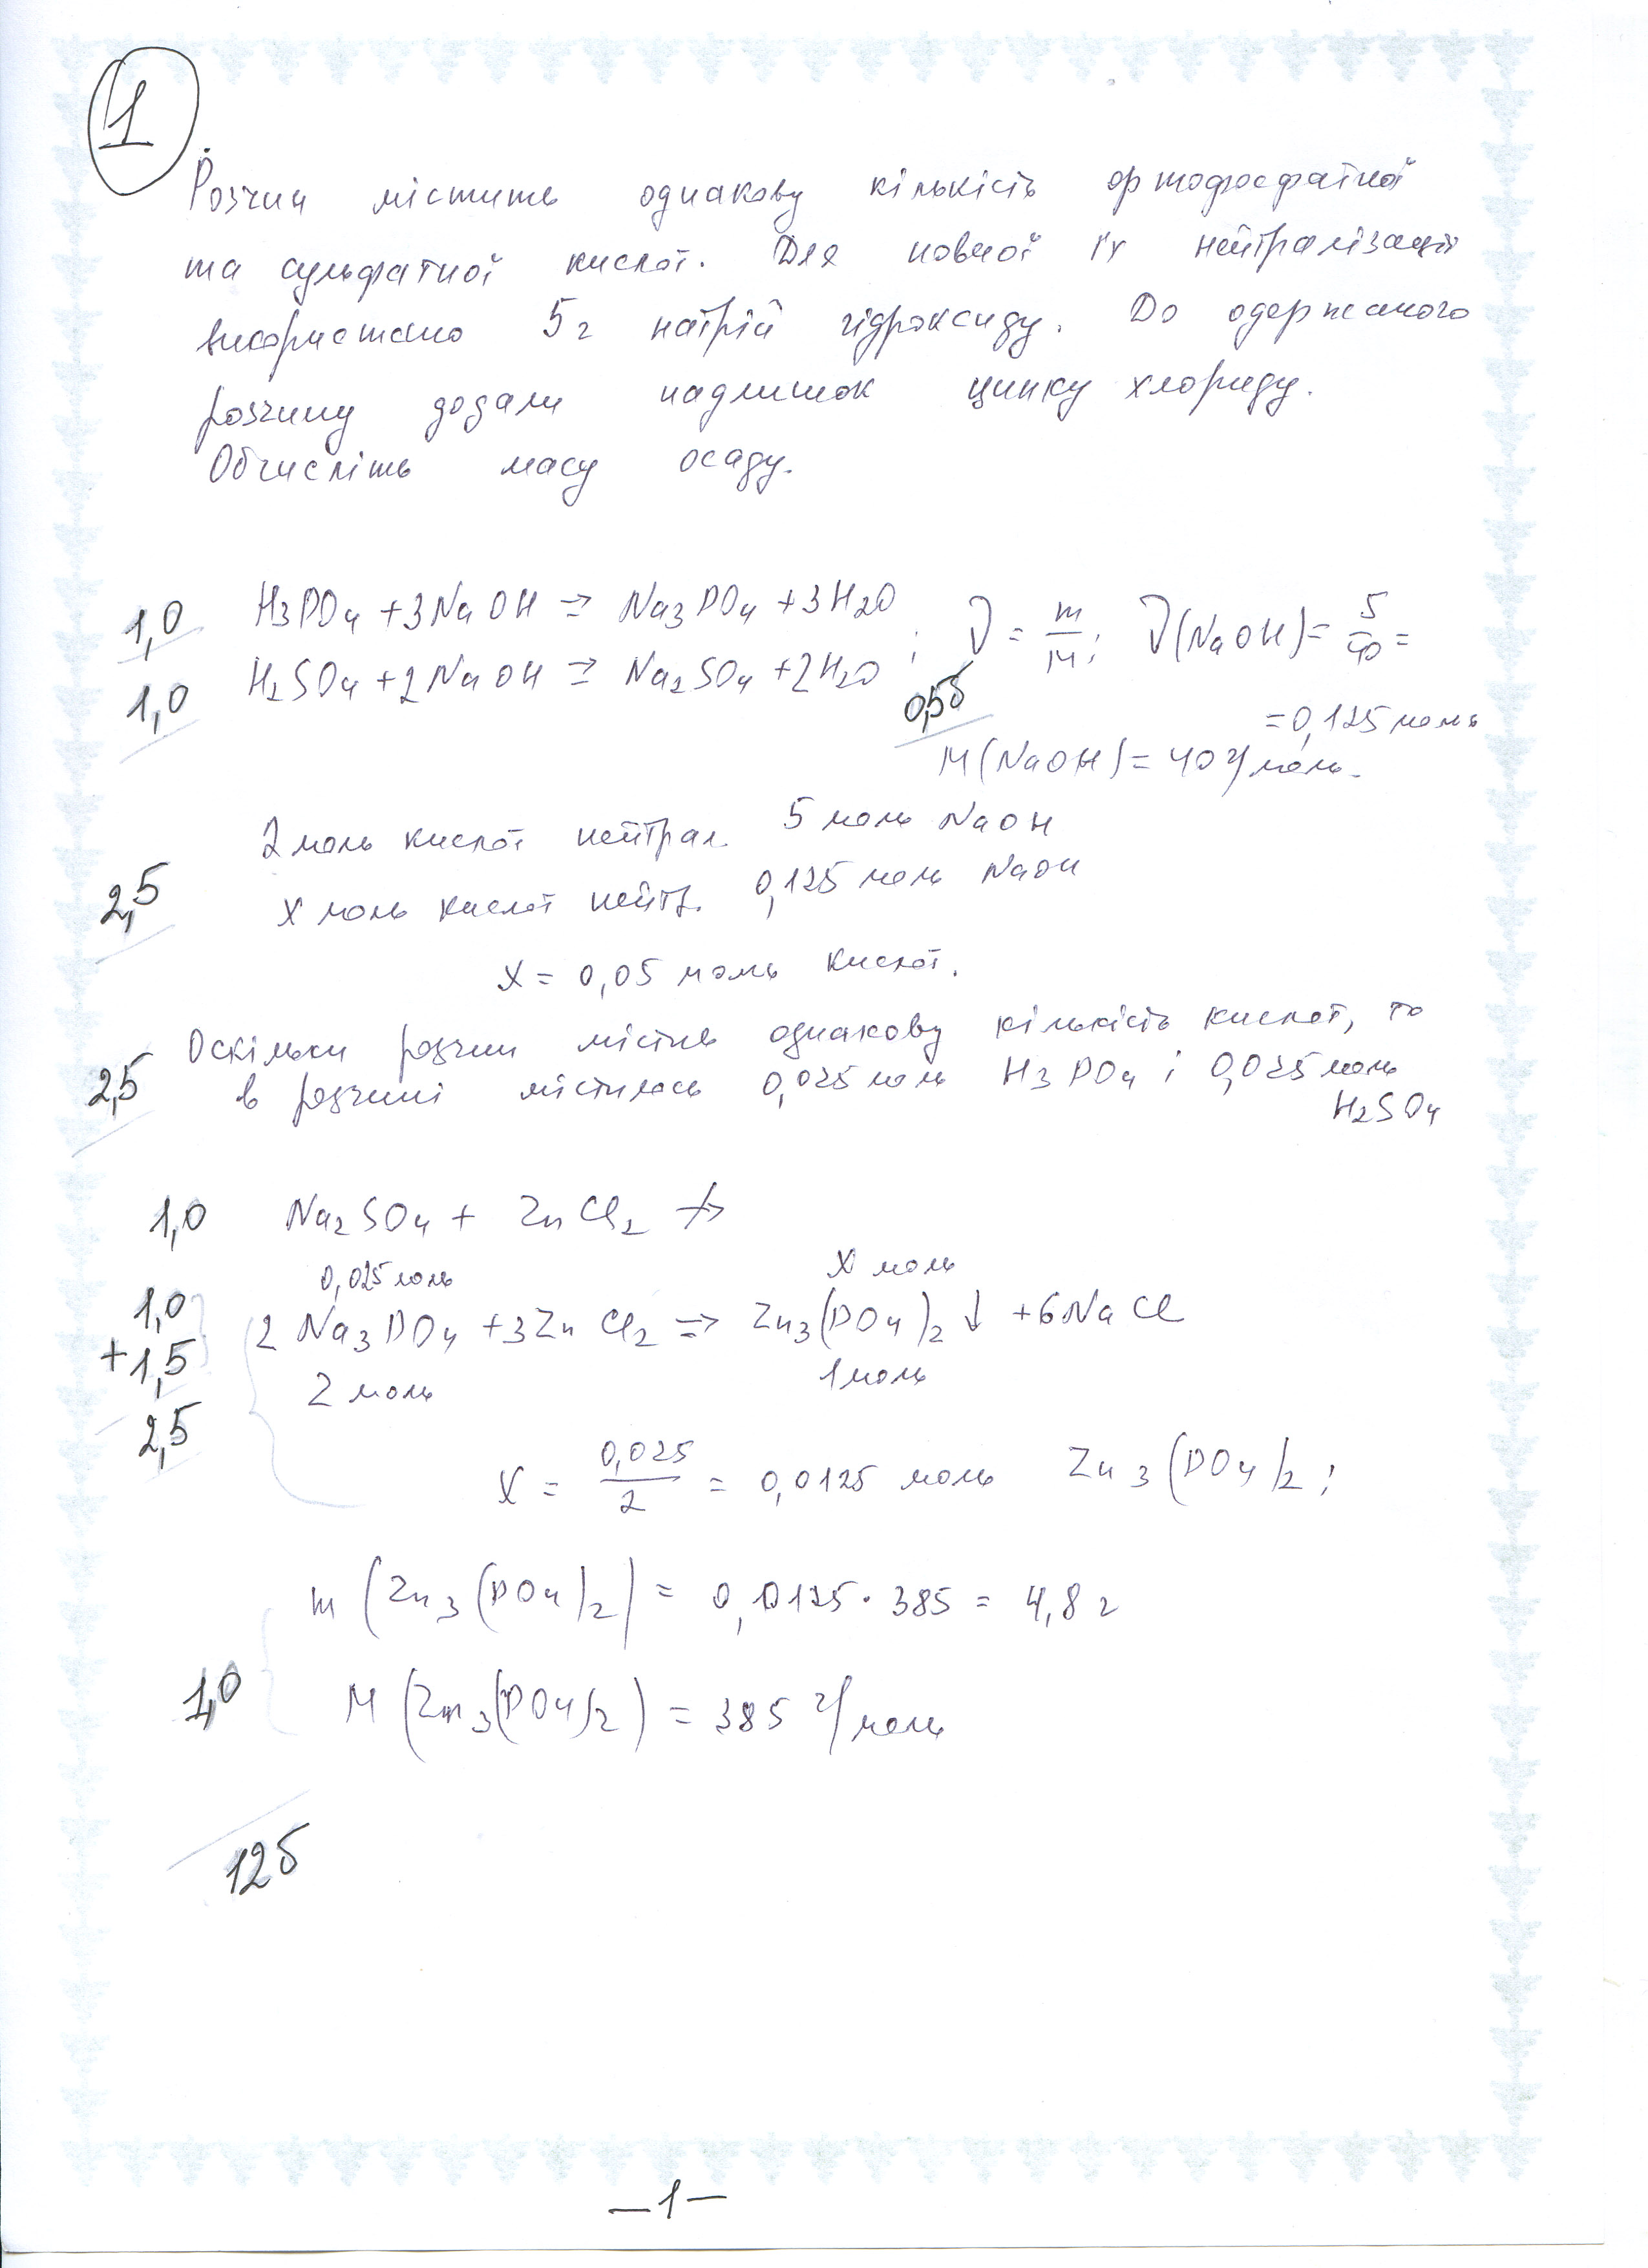 1
Розчин містить однакову кількість ортофосфатної
та сульфатної кислот. Для повної їх нейтралізації
використано 5 г натрій гідроксиду. До одержаного
розчину додали надлишок цинку хлориду.
Обчисліть масу осаду.
1,0 H₃PO₄ + 3NaOH ⇒ Na₃PO₄ + 3H₂O ; ν = m/M; ν(NaOH) = 5/40 =
1,0 H₂SO₄ + 2NaOH ⇒ Na₂SO₄ + 2H₂O 0,5б = 0,125 моль
M(NaOH) = 40 г/моль.
2 моль кислот нейтрал. 5 моль NaOH
2,5 X моль кислот нейтр. 0,125 моль NaOH
X = 0,05 моль кислот.
Оскільки розчин містив однакову кількість кислот, то
2,5 в розчині містилось 0,025 моль H₃PO₄ і 0,025 моль
H₂SO₄
1,0 Na₂SO₄ + ZnCl₂ ↛
0,025 моль X моль
1,0 2Na₃PO₄ + 3ZnCl₂ ⇒ Zn₃(PO₄)₂↓ + 6NaCl
+1,5 2 моль 1 моль
2,5
X = 0,025/2 = 0,0125 моль Zn₃(PO₄)₂;
m(Zn₃(PO₄)₂) = 0,0125 · 385 = 4,8 г
1,0 M(Zn₃(PO₄)₂) = 385 г/моль
12б
–1–